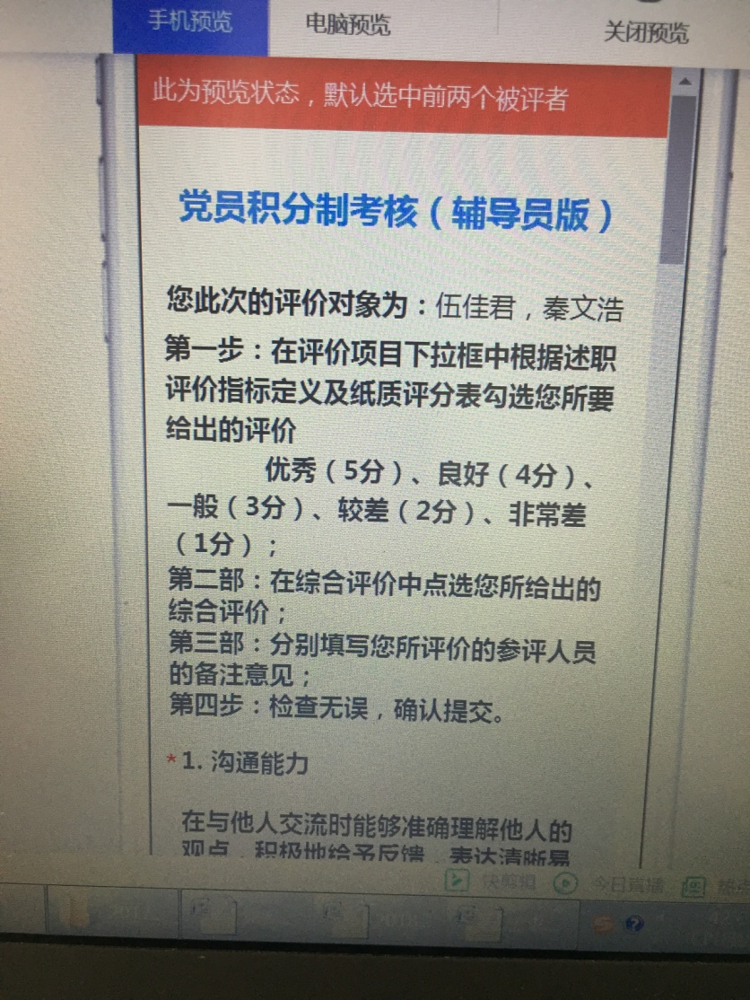 手机预览 电脑预览 关闭预览
此为预览状态，默认选中前两个被评者
党员积分制考核（辅导员版）
您此次的评价对象为：伍佳君，秦文浩
第一步：在评价项目下拉框中根据述职
评价指标定义及纸质评分表勾选您所要
给出的评价
优秀（5分）、良好（4分）、
一般（3分）、较差（2分）、非常差
（1分）；
第二部：在综合评价中点选您所给出的
综合评价；
第三部：分别填写您所评价的参评人员
的备注意见；
第四步：检查无误，确认提交。
*1. 沟通能力
在与他人交流时能够准确理解他人的
观点，积极地给予反馈，表达清晰易
快剪辑 今日直播 热点